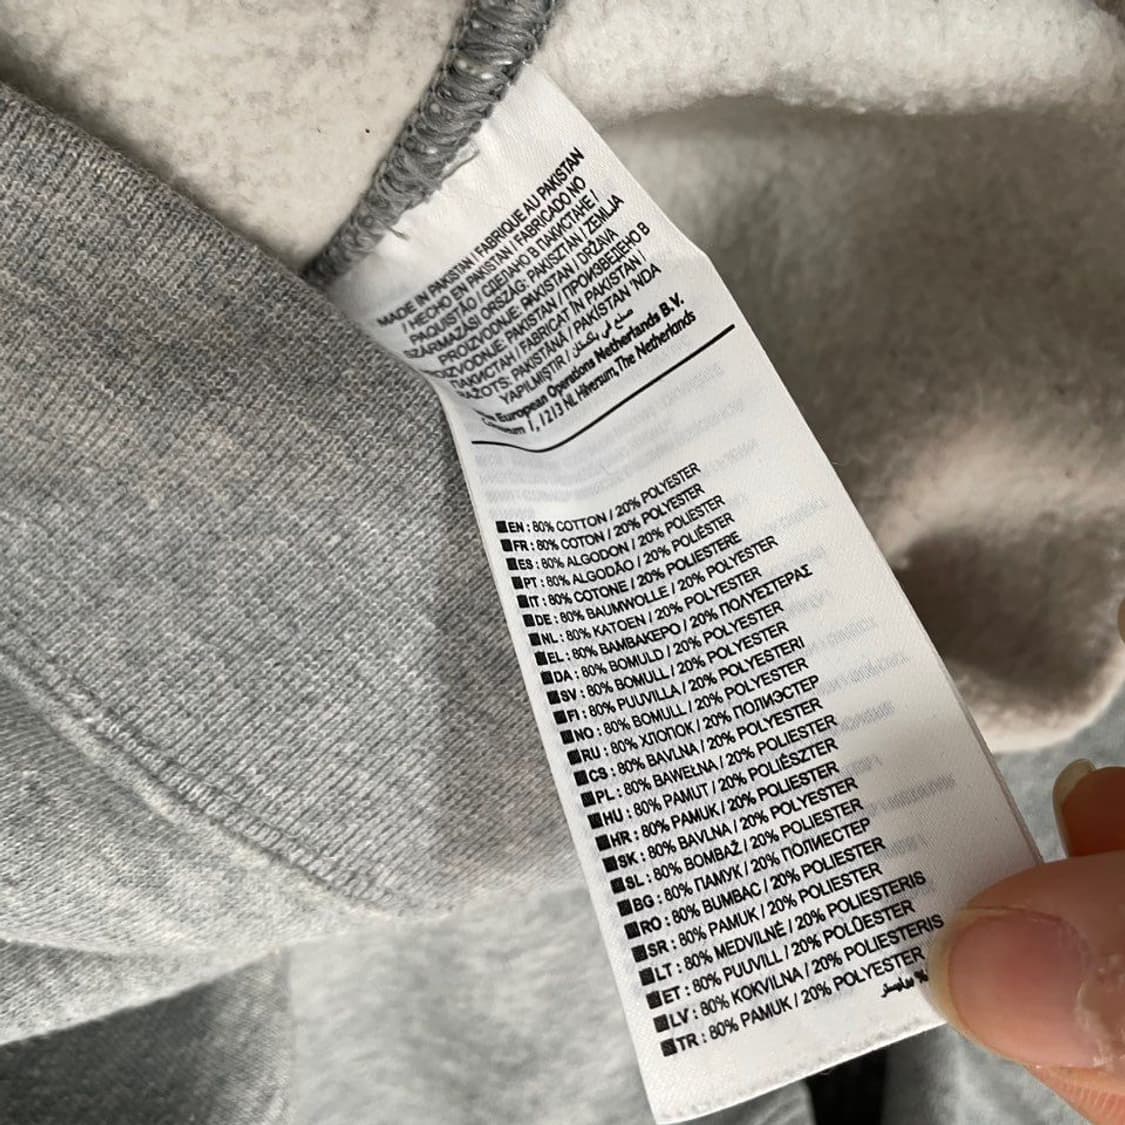 MADE IN PAKISTAN / FABRIQUE AU PAKISTAN
/ HECHO EN PAKISTAN / FABRICADO NO
PAQUISTÃO / СДЕЛАНО В ПАКИСТАНЕ /
SZÁRMAZÁSI ORSZÁG: PAKISZTÁN / ZEMLJA
PROIZVODNJE: PAKISTAN / DRŽAVA
PAKISTAN / ПРОИЗВЕДЕНО В
ПАКИСТАН / FABRICAT ÎN PAKISTAN /
PAKISTĀNĀ / PAKISTAN 'NDA
YAPILMIŞTIR / صنع في باكستان
European Operations Netherlands B.V.
1, 1213 NL Hilversum, The Netherlands
EN : 80% COTTON / 20% POLYESTER
FR : 80% COTON / 20% POLYESTER
ES : 80% ALGODON / 20% POLIESTER
PT : 80% ALGODÃO / 20% POLIÉSTER
IT : 80% COTONE / 20% POLIESTERE
DE : 80% BAUMWOLLE / 20% POLYESTER
NL : 80% KATOEN / 20% POLYESTER
EL : 80% ΒΑΜΒΑΚΕΡΟ / 20% ΠΟΛΥΕΣΤΕΡΑΣ
DA : 80% BOMULD / 20% POLYESTER
SV : 80% BOMULL / 20% POLYESTER
FI : 80% PUUVILLA / 20% POLYESTERI
NO : 80% BOMULL / 20% POLYESTER
RU : 80% ХЛОПОК / 20% ПОЛИЭСТЕР
CS : 80% BAVLNA / 20% POLYESTER
PL : 80% BAWEŁNA / 20% POLIESTER
HU : 80% PAMUT / 20% POLIÉSZTER
HR : 80% PAMUK / 20% POLIESTER
SK : 80% BAVLNA / 20% POLYESTER
SL : 80% BOMBAŽ / 20% POLIESTER
BG : 80% ПАМУК / 20% ПОЛИЕСТЕР
RO : 80% BUMBAC / 20% POLIESTER
SR : 80% PAMUK / 20% POLIESTER
LT : 80% MEDVILNĖ / 20% POLIESTERIS
ET : 80% PUUVILL / 20% POLÜESTER
LV : 80% KOKVILNA / 20% POLIESTERIS
TR : 80% PAMUK / 20% POLYESTER